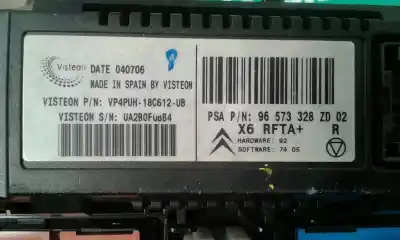 Visteon
DATE 040706
MADE IN SPAIN BY VISTEON
VISTEON P/N: VP4PUH-18C612-UB
VISTEON S/N: UA2B0F0884
PSA P/N: 96 573 328 ZD 02
X6 RFTA+ R
HARDWARE: 92
SOFTWARE: 74 05